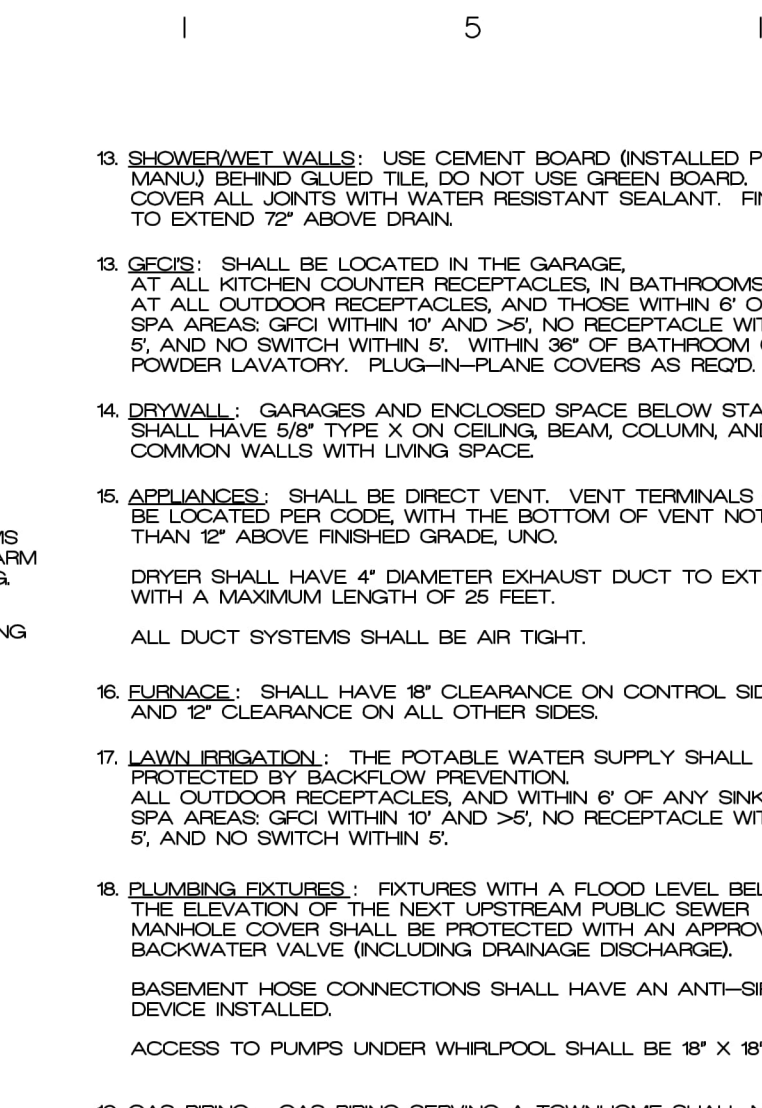 5
13. SHOWER/WET WALLS: USE CEMENT BOARD (INSTALLED
MANU.) BEHIND GLUED TILE, DO NOT USE GREEN BOARD.
COVER ALL JOINTS WITH WATER RESISTANT SEALANT.
TO EXTEND 72" ABOVE DRAIN.
13. GFCI'S: SHALL BE LOCATED IN THE GARAGE,
AT ALL KITCHEN COUNTER RECEPTACLES, IN BATHROOMS
AT ALL OUTDOOR RECEPTACLES, AND THOSE WITHIN 6'
SPA AREAS: GFCI WITHIN 10' AND >5', NO RECEPTACLE
5', AND NO SWITCH WITHIN 5'. WITHIN 36" OF BATHROOM
POWDER LAVATORY. PLUG-IN-PLANE COVERS AS REQ'D.
14. DRYWALL : GARAGES AND ENCLOSED SPACE BELOW
SHALL HAVE 5/8" TYPE X ON CEILING, BEAM, COLUMN,
COMMON WALLS WITH LIVING SPACE.
15. APPLIANCES : SHALL BE DIRECT VENT. VENT TERMINALS
BE LOCATED PER CODE, WITH THE BOTTOM OF VENT NOT
THAN 12" ABOVE FINISHED GRADE, UNO.
DRYER SHALL HAVE 4" DIAMETER EXHAUST DUCT TO
WITH A MAXIMUM LENGTH OF 25 FEET.
ALL DUCT SYSTEMS SHALL BE AIR TIGHT.
16. FURNACE : SHALL HAVE 18" CLEARANCE ON CONTROL
AND 12" CLEARANCE ON ALL OTHER SIDES.
17. LAWN IRRIGATION : THE POTABLE WATER SUPPLY SHALL
PROTECTED BY BACKFLOW PREVENTION.
ALL OUTDOOR RECEPTACLES, AND WITHIN 6' OF ANY SINK
SPA AREAS: GFCI WITHIN 10' AND >5', NO RECEPTACLE
5', AND NO SWITCH WITHIN 5'.
18. PLUMBING FIXTURES : FIXTURES WITH A FLOOD LEVEL
THE ELEVATION OF THE NEXT UPSTREAM PUBLIC SEWER
MANHOLE COVER SHALL BE PROTECTED WITH AN
BACKWATER VALVE (INCLUDING DRAINAGE DISCHARGE).
BASEMENT HOSE CONNECTIONS SHALL HAVE AN
DEVICE INSTALLED.
ACCESS TO PUMPS UNDER WHIRLPOOL SHALL BE 18" X 18"